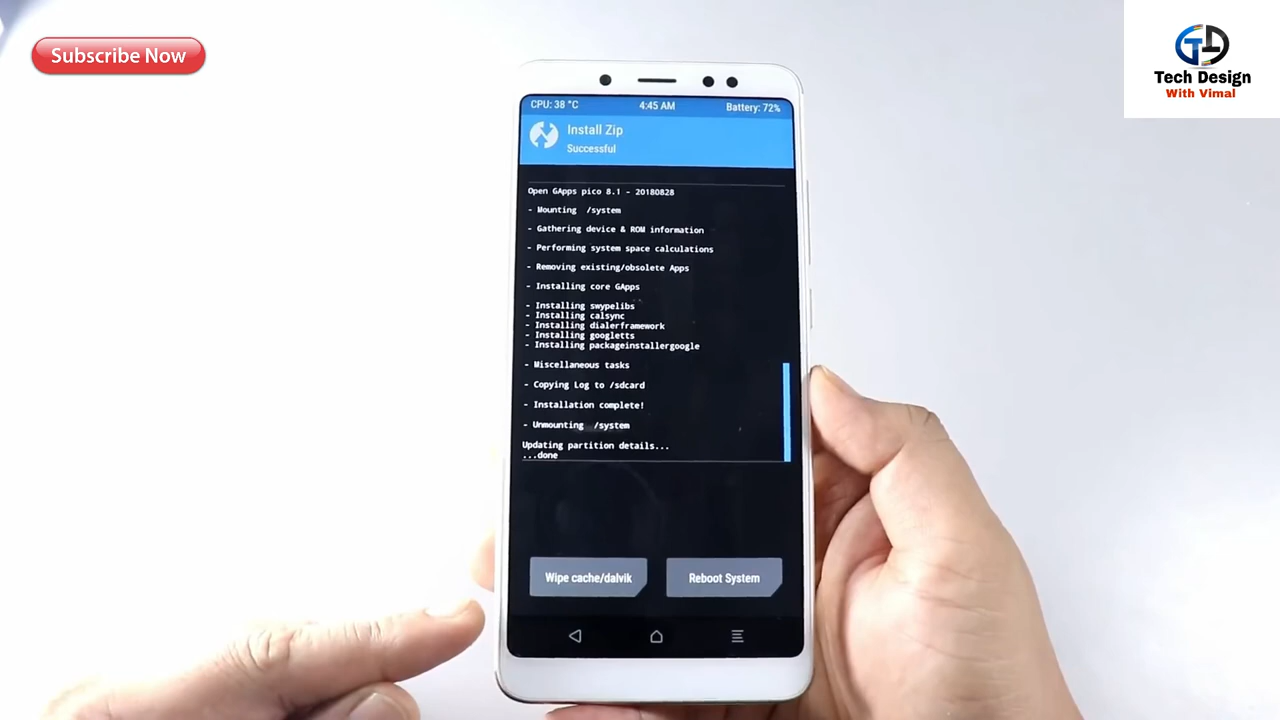 Subscribe Now
Tech Design
With Vimal
CPU: 38 °C 4:45 AM Battery: 72%
Install Zip
Successful
Open GApps pico 8.1 - 20180828
- Mounting /system
- Gathering device & ROM information
- Performing system space calculations
- Removing existing/obsolete Apps
- Installing core GApps
- Installing swypelibs
- Installing calsync
- Installing dialerframework
- Installing googletts
- Installing packageinstallergoogle
- Miscellaneous tasks
- Copying Log to /sdcard
- Installation complete!
- Unmounting /system
Updating partition details...
...done
Wipe cache/dalvik Reboot System